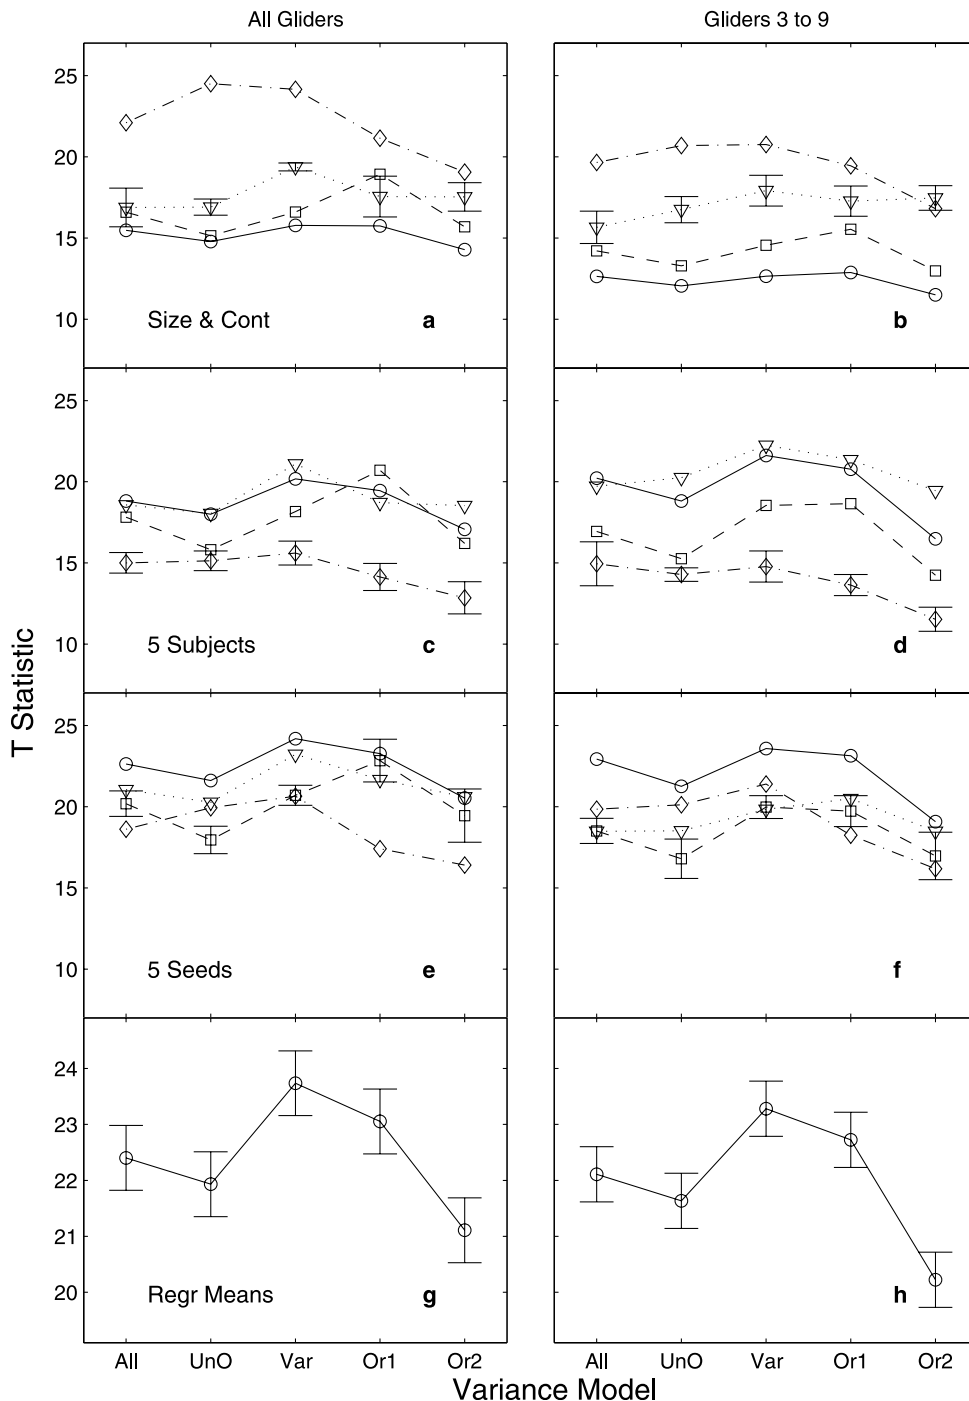 All Gliders
Gliders 3 to 9
25
20
15
10
Size & Cont
a
b
25
20
15
10
5 Subjects
c
d
25
20
15
10
5 Seeds
e
f
24
23
22
21
20
Regr Means
g
h
All UnO Var Or1 Or2
All UnO Var Or1 Or2
T Statistic
Variance Model